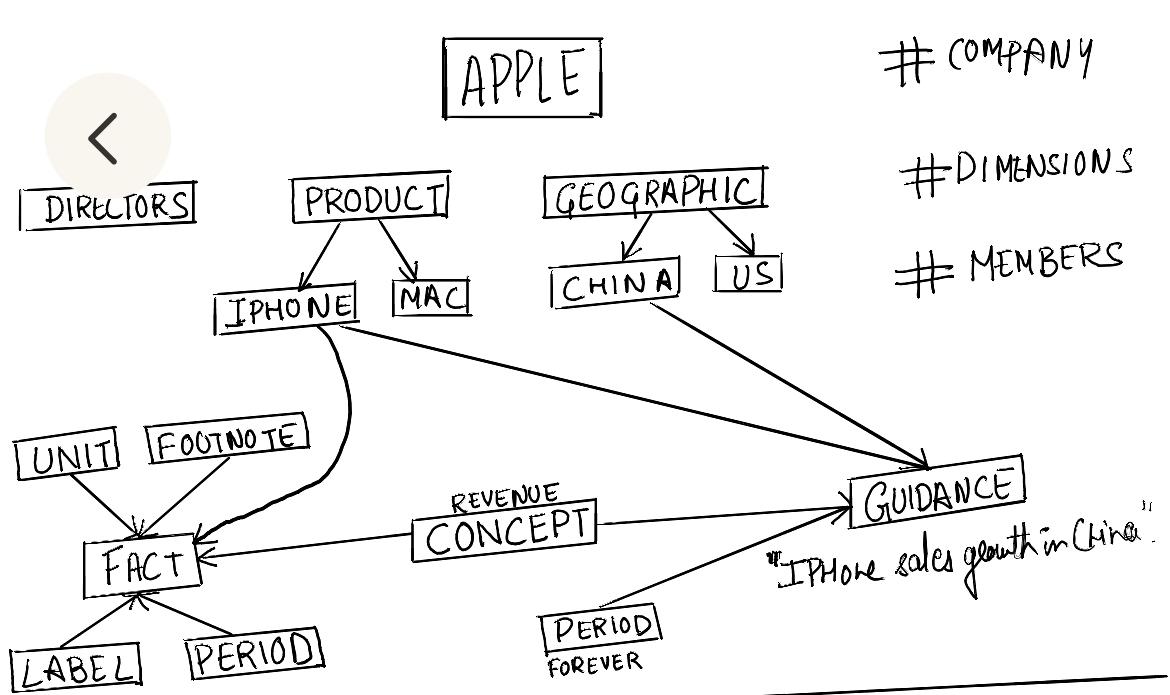 APPLE
# COMPANY
DIRECTORS
PRODUCT
GEOGRAPHIC
# DIMENSIONS
IPHONE
MAC
CHINA
US
# MEMBERS
UNIT
FOOTNOTE
REVENUE
CONCEPT
GUIDANCE
"IPHone sales growth in China"
FACT
LABEL
PERIOD
PERIOD
FOREVER